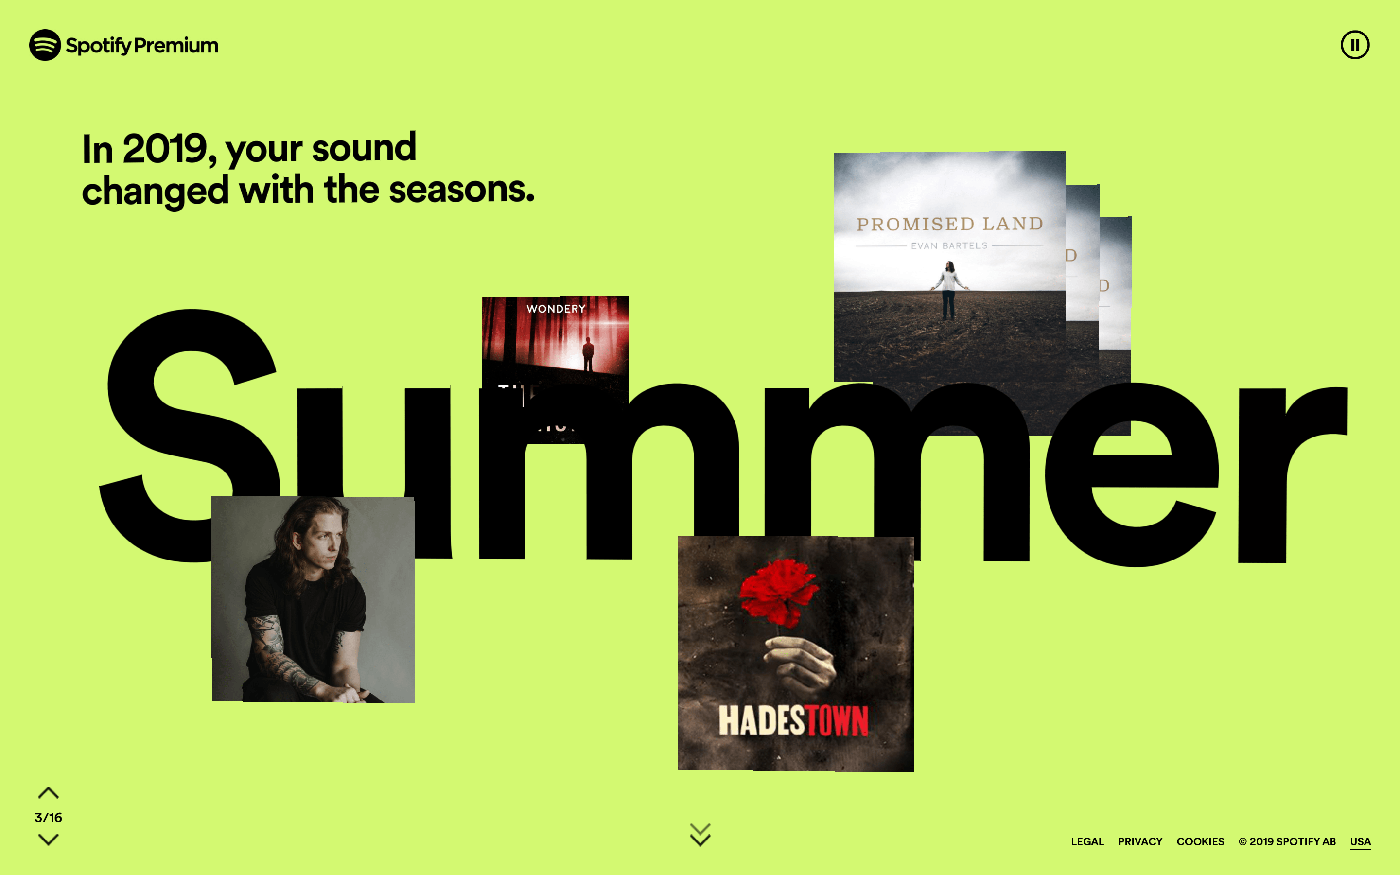 Spotify Premium
In 2019, your sound
changed with the seasons.
PROMISED LAND
EVAN BARTELS
D
D
WONDERY
Summer
HADESTOWN
3/16
LEGAL PRIVACY COOKIES © 2019 SPOTIFY AB USA